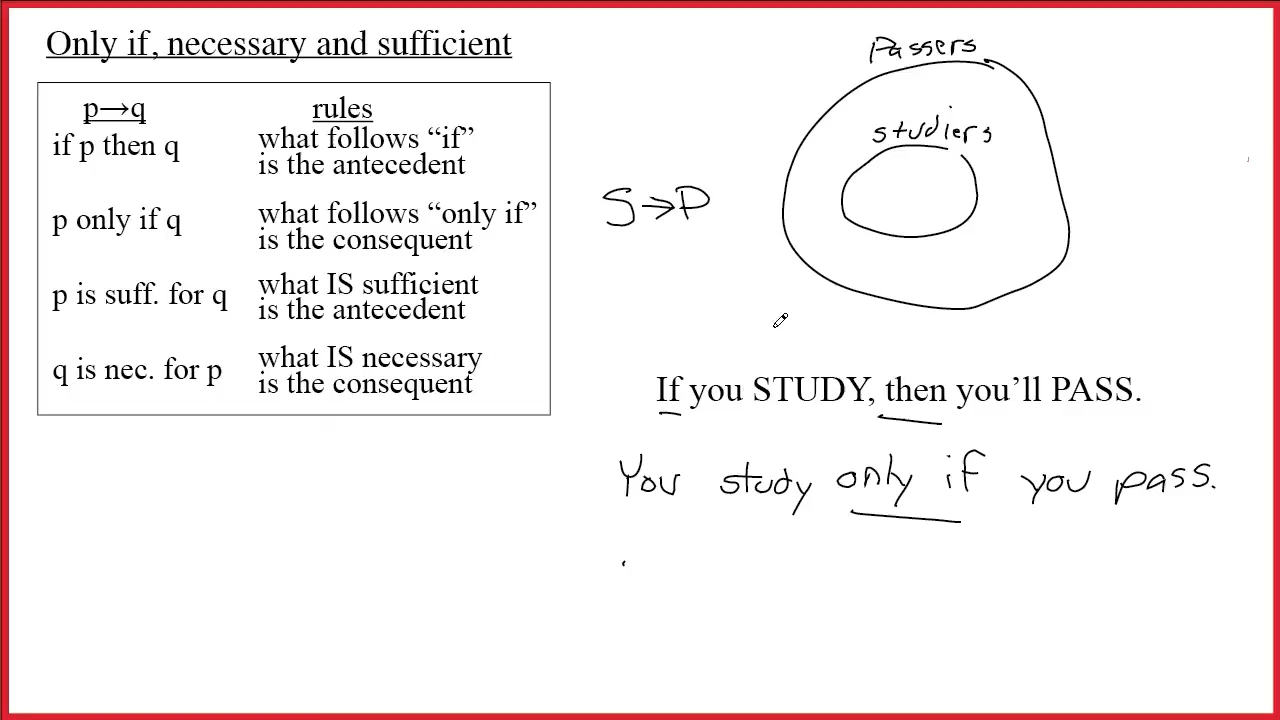 Only if, necessary and sufficient
p→q rules
if p then q what follows “if”
is the antecedent
p only if q what follows “only if”
is the consequent
p is suff. for q what IS sufficient
is the antecedent
q is nec. for p what IS necessary
is the consequent
Passers
studiers
S→P
If you STUDY, then you’ll PASS.
You study only if you pass.